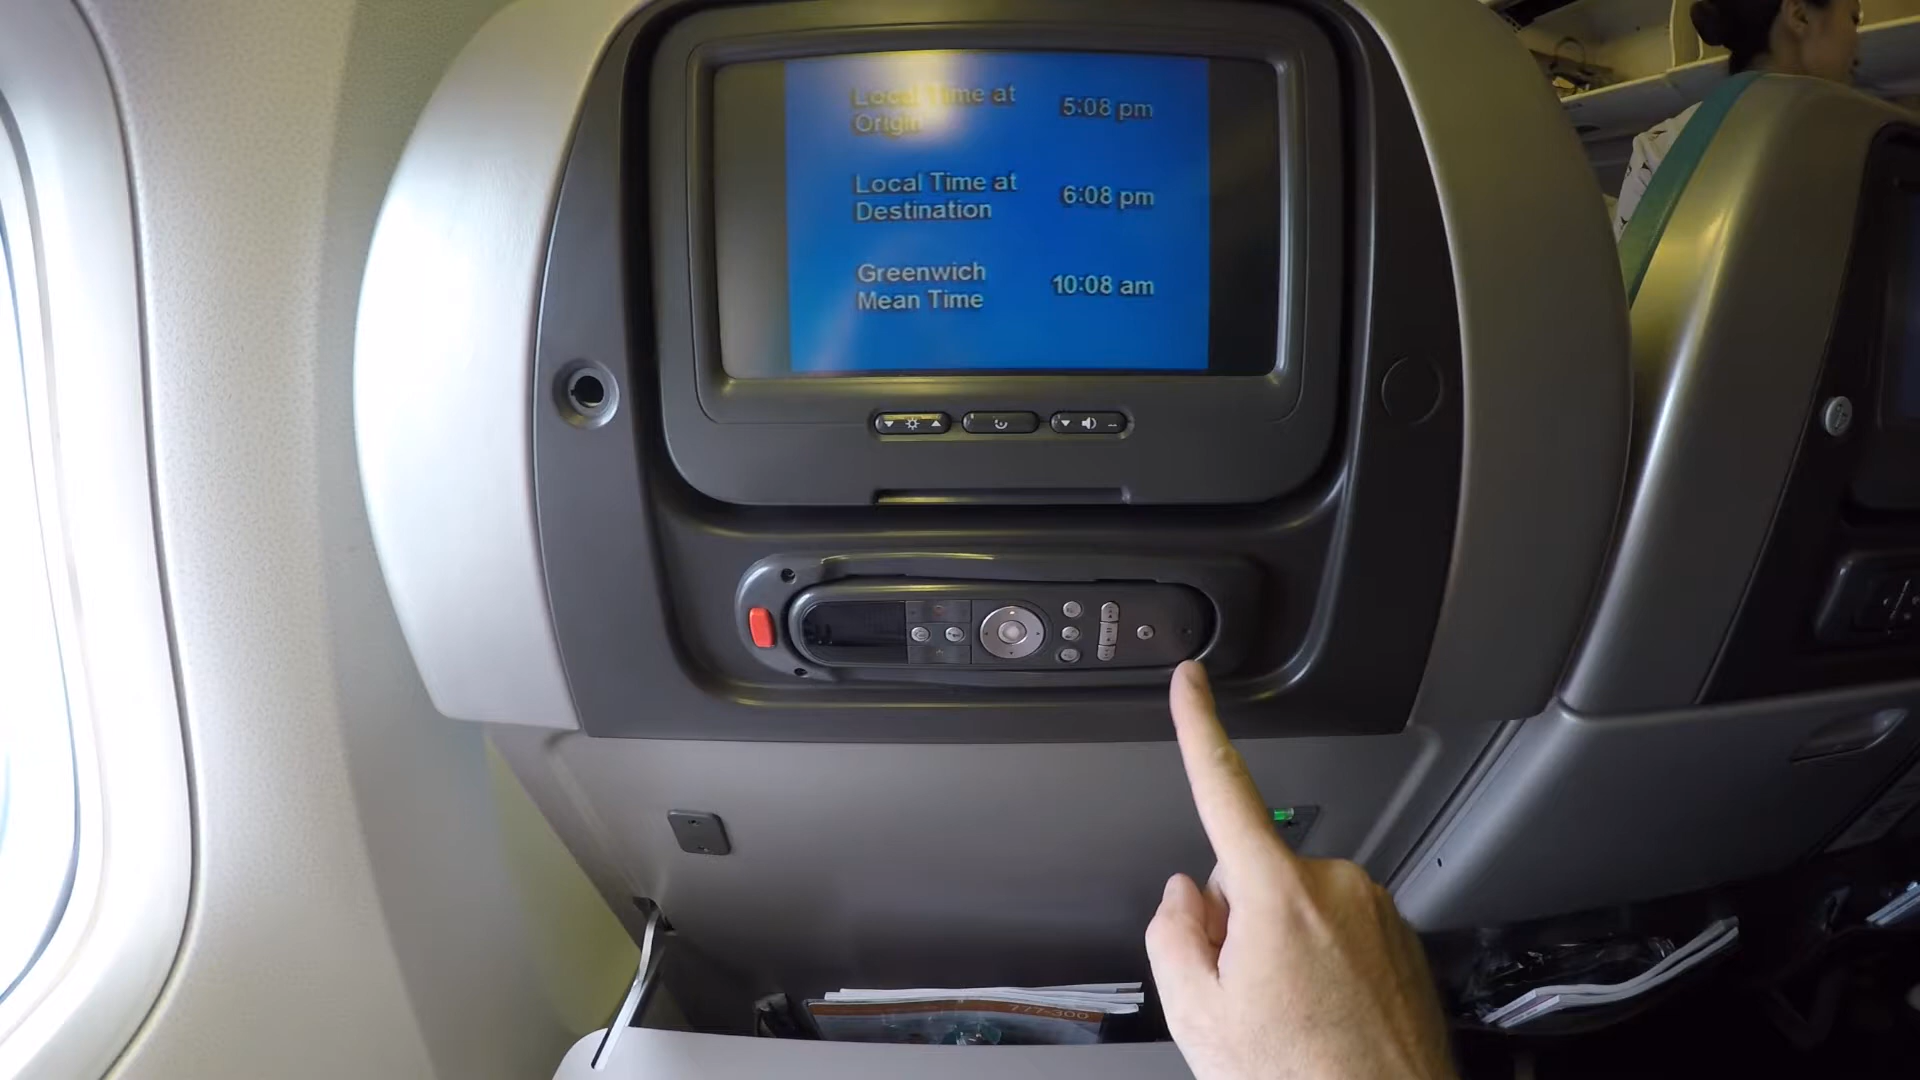 Local Time at
Origin
5:08 pm
Local Time at
Destination
6:08 pm
Greenwich
Mean Time
10:08 am
777-300